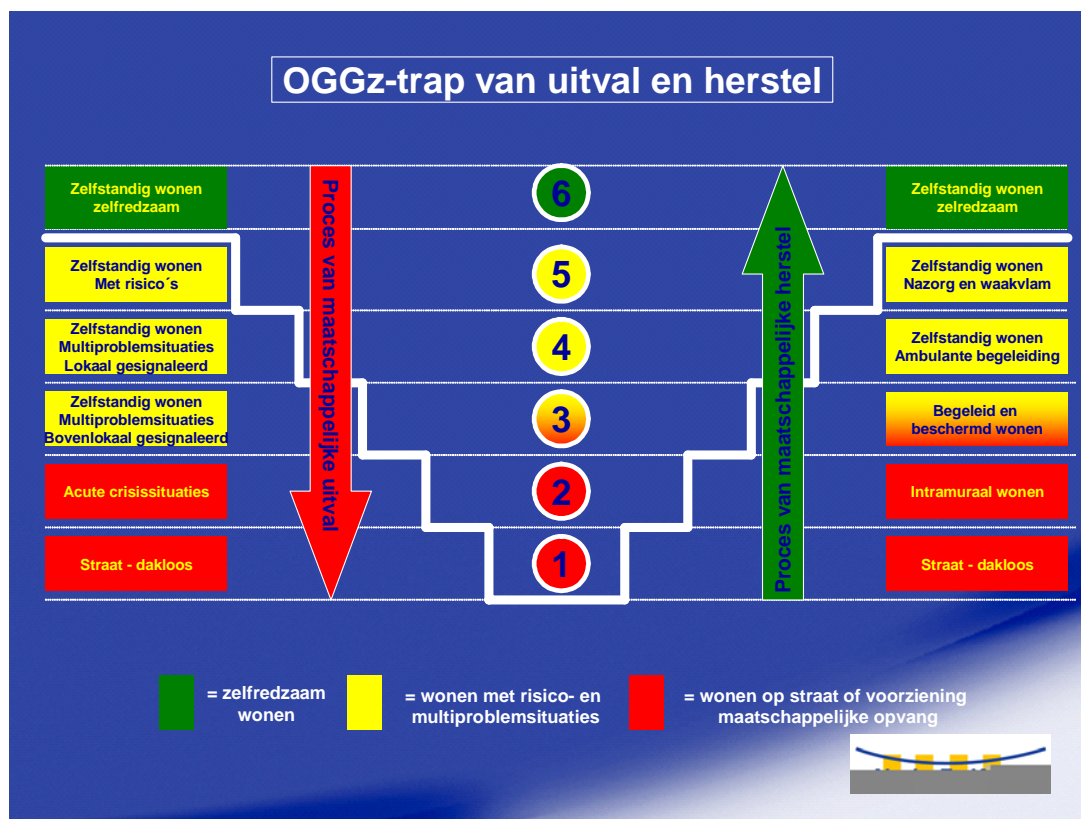 OGGz-trap van uitval en herstel
Zelfstandig wonen
zelfredzaam
Zelfstandig wonen
Met risico´s
Zelfstandig wonen
Multiproblemsituaties
Lokaal gesignaleerd
Zelfstandig wonen
Multiproblemsituaties
Bovenlokaal gesignaleerd
Acute crisissituaties
Straat - dakloos
Proces van maatschappelijke uitval
6
5
4
3
2
1
Proces van maatschappelijke herstel
Zelfstandig wonen
zelredzaam
Zelfstandig wonen
Nazorg en waakvlam
Zelfstandig wonen
Ambulante begeleiding
Begeleid en
beschermd wonen
Intramuraal wonen
Straat - dakloos
= zelfredzaam
wonen
= wonen met risico- en
multiproblemsituaties
= wonen op straat of voorziening
maatschappelijke opvang